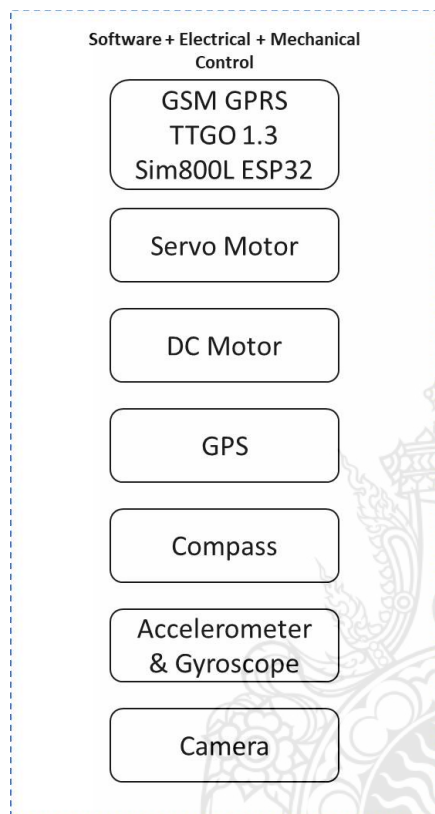 Software + Electrical + Mechanical
Control
GSM GPRS
TTGO 1.3
Sim800L ESP32
Servo Motor
DC Motor
GPS
Compass
Accelerometer
& Gyroscope
Camera